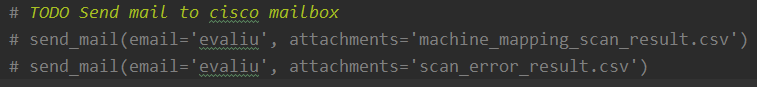 # TODO Send mail to cisco mailbox
# send_mail(email='evaliu', attachments='machine_mapping_scan_result.csv')
# send_mail(email='evaliu', attachments='scan_error_result.csv')